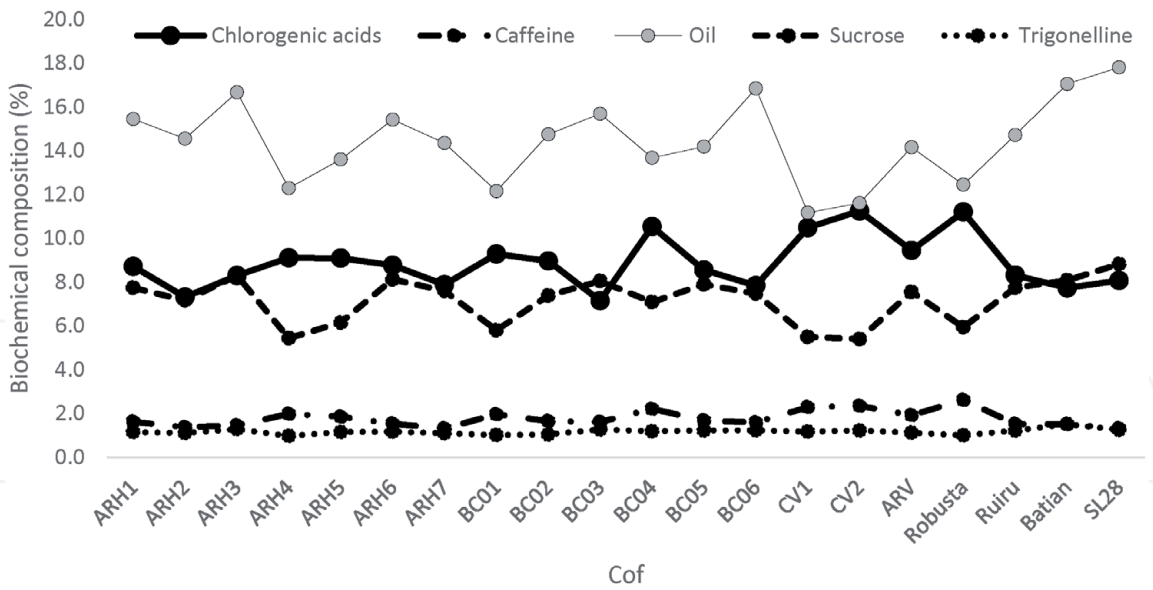 20.0
Chlorogenic acids Caffeine Oil Sucrose Trigonelline
18.0
16.0
14.0
12.0
10.0
8.0
6.0
4.0
2.0
0.0
Biochemical composition (%)
ARH1 ARH2 ARH3 ARH4 ARH5 ARH6 ARH7 BC01 BC02 BC03 BC04 BC05 BC06 CV1 CV2 ARV Robusta Ruiru Batian SL28
Cof